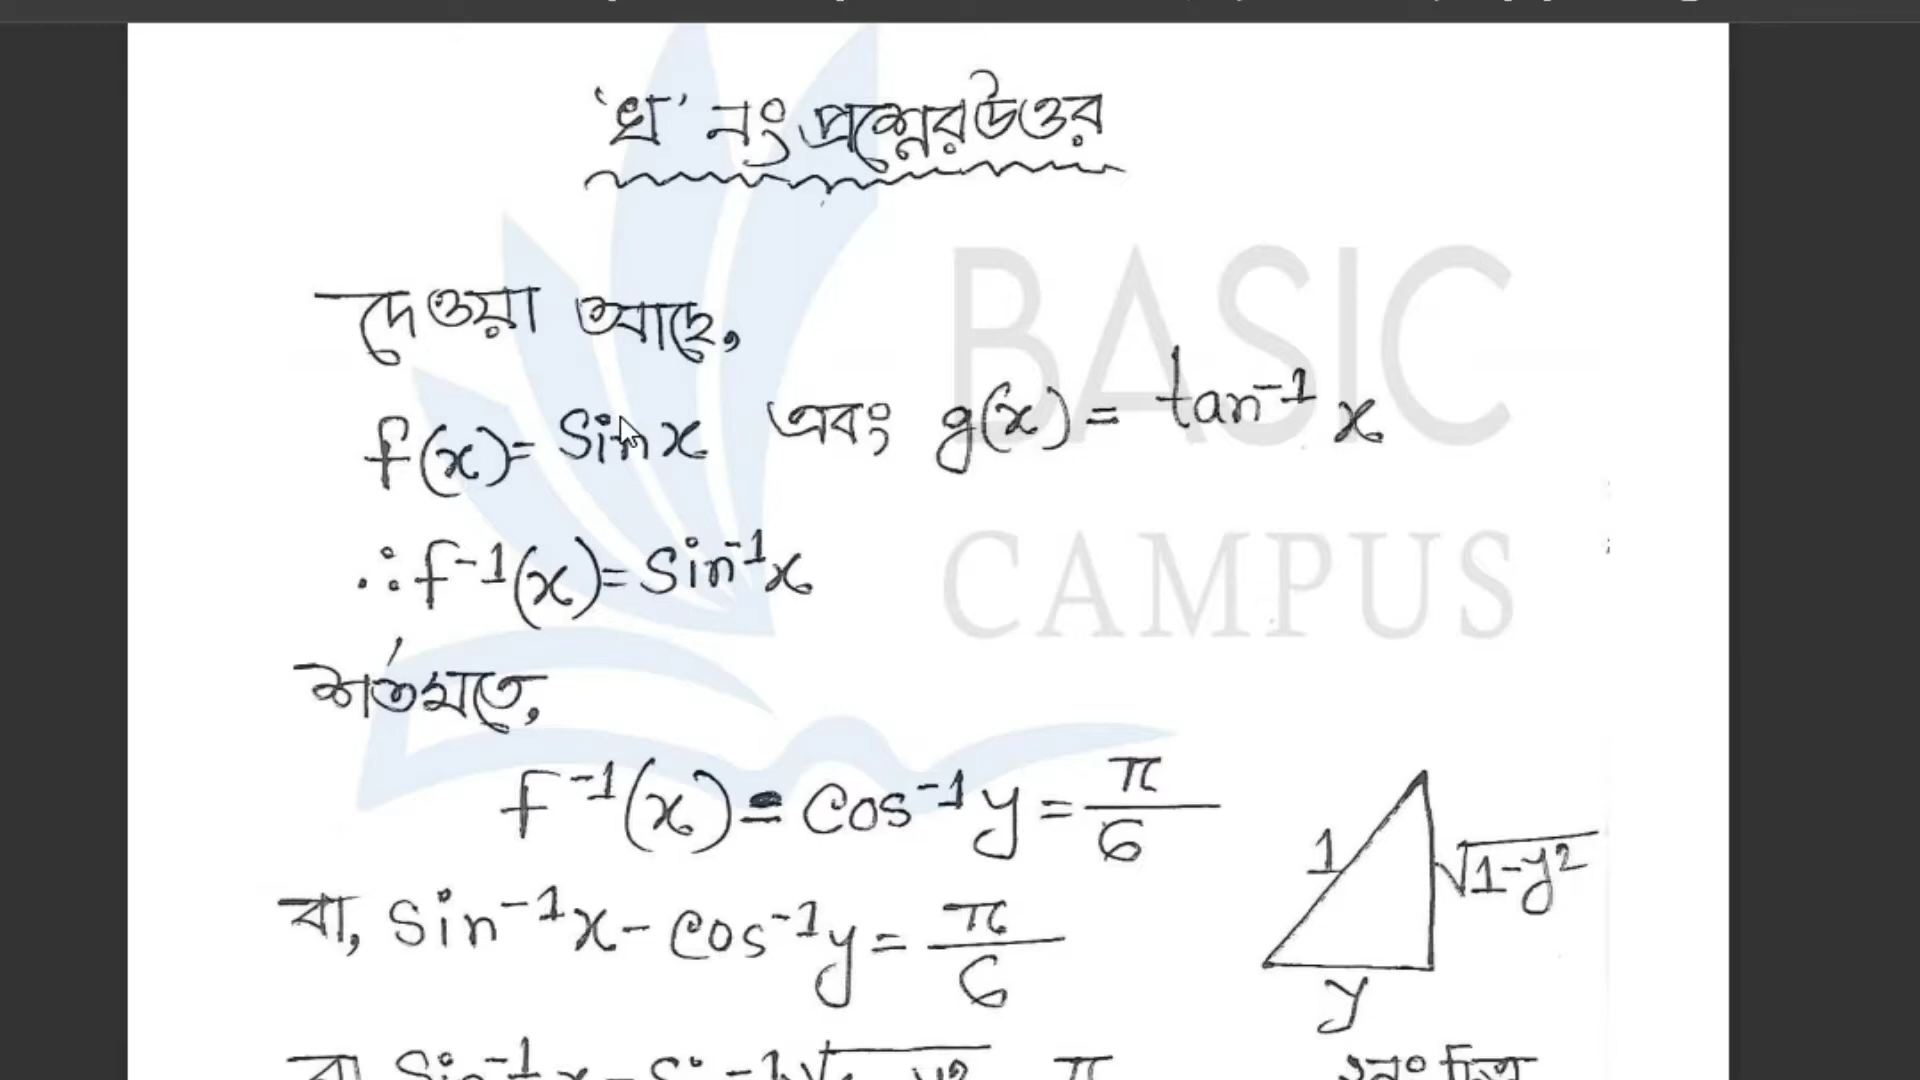 'খ' নং প্রশ্নের উত্তর
দেওয়া আছে,
f(x) = Sin x এবং g(x) = tan⁻¹ x
∴ f⁻¹(x) = Sin⁻¹x
শর্তমতে,
f⁻¹(x) - cos⁻¹y = π/6
বা, Sin⁻¹x - cos⁻¹y = π/6
1
√1-y²
y
BASIC
CAMPUS